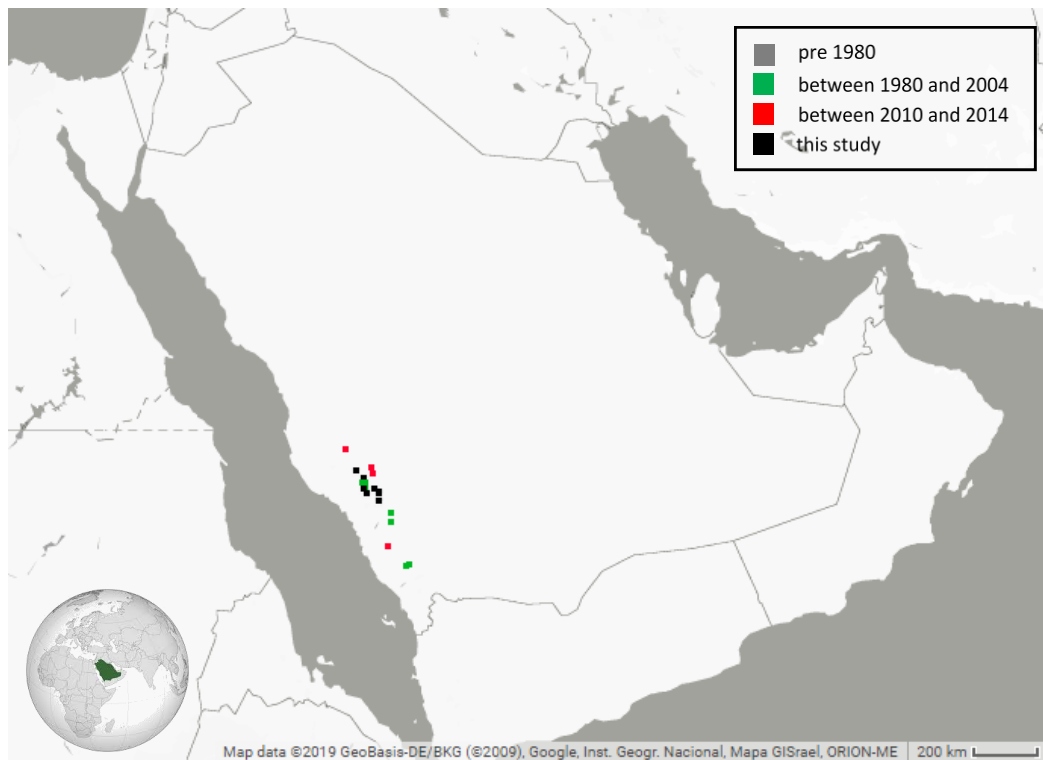 pre 1980
between 1980 and 2004
between 2010 and 2014
this study
Map data ©2019 GeoBasis-DE/BKG (©2009), Google, Inst. Geogr. Nacional, Mapa GISrael, ORION-ME
200 km